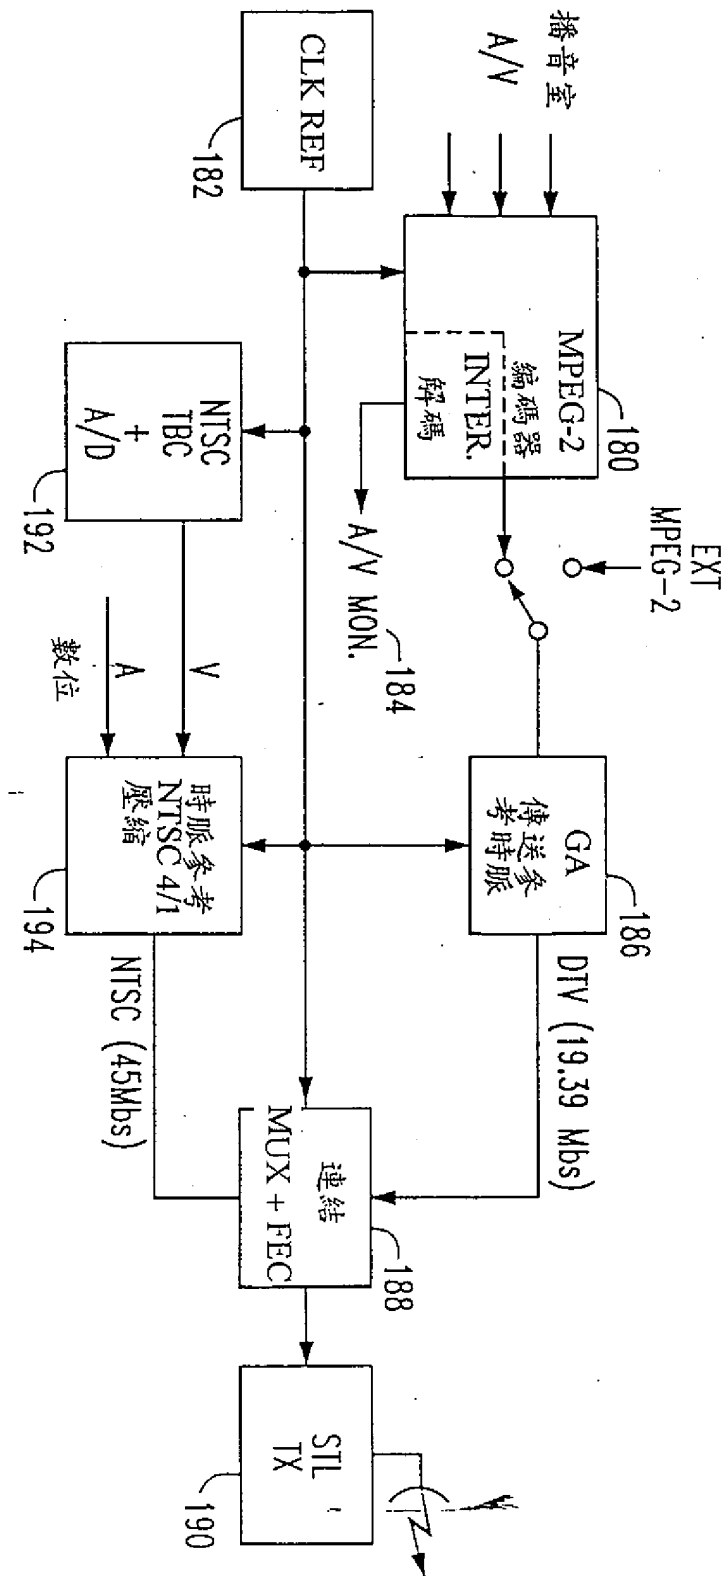 播音室
A/V
MPEG-2
編碼器
INTER.
解碼
180
EXT
MPEG-2
A/V MON.
184
GA
傳送參
考時脈
186
DTV (19.39 Mbs)
CLK REF
182
連結
MUX + FEC
188
STL
TX
190
NTSC
TBC
+
A/D
192
V
A
數位
時脈參考
NTSC 4/1
壓縮
194
NTSC (45Mbs)